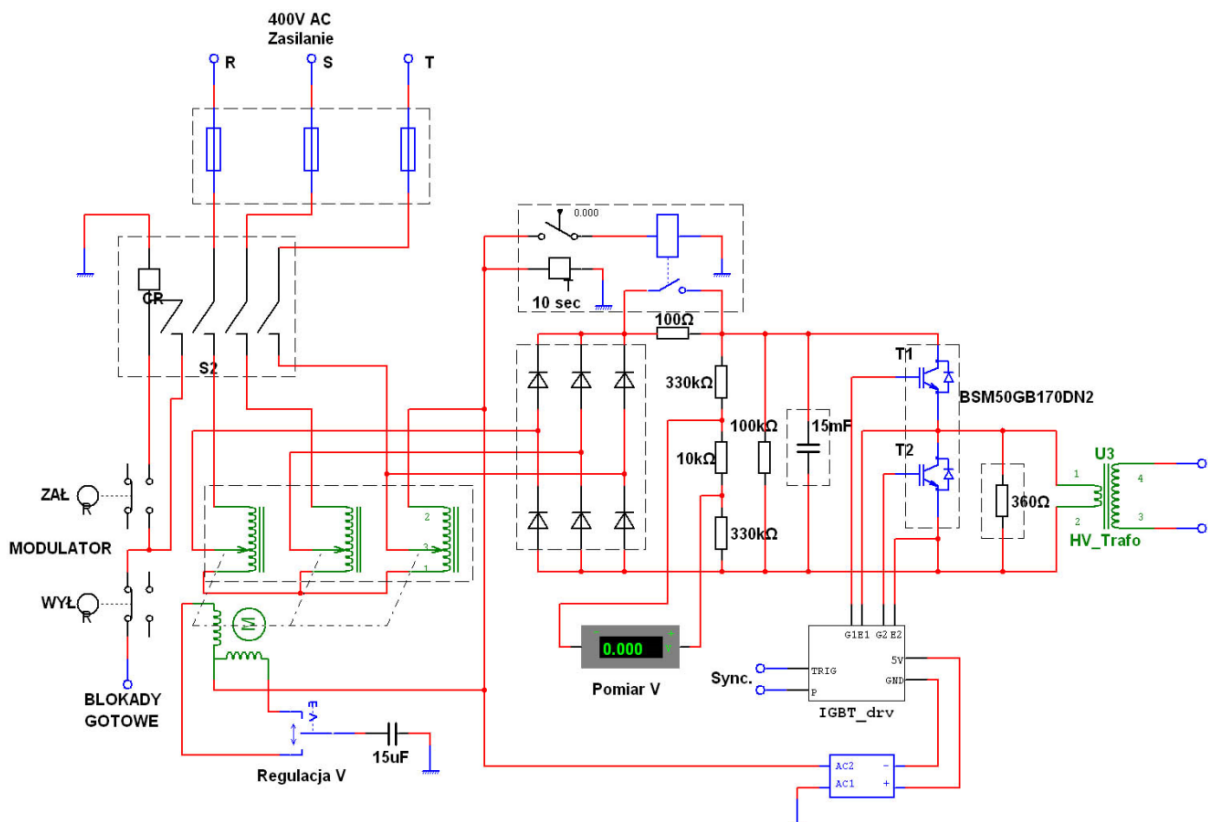 400V AC
Zasilanie
R
S
T
0.000
CR
10 sec
S2
100Ω
330kΩ
T1
BSM50GB170DN2
100kΩ
15mF
10kΩ
T2
U3
1
4
ZAŁ
R
360Ω
2
3
330kΩ
HV_Trafo
MODULATOR
2
3
1
WYŁ
R
M
G1
E1
G2
E2
0.000
V
5V
TRIG
GND
Sync.
P
Pomiar V
IGBT_drv
BLOKADY
GOTOWE
15uF
Regulacja V
AC2
-
AC1
+